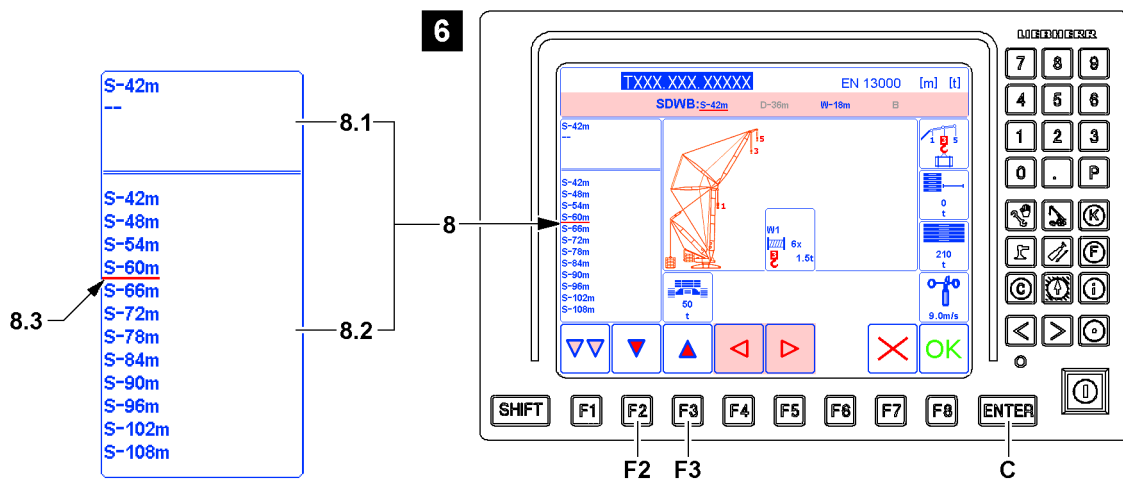 6
S-42m
--
S-42m
S-48m
S-54m
S-60m
S-66m
S-72m
S-78m
S-84m
S-90m
S-96m
S-102m
S-108m
8.1
8
8.2
8.3
LIEBHERR
TXXX.XXX.XXXXX EN 13000 [m] [t]
SDWB: S-42m D-36m W-18m B
S-42m
--
S-42m
S-48m
S-54m
S-60m
S-66m
S-72m
S-78m
S-84m
S-90m
S-96m
S-102m
S-108m
5
3
1
W1
6x
1.5t
50
t
1 5
0
t
210
t
9.0m/s
OK
7 8 9
4 5 6
1 2 3
0 . P
K
F
C i
SHIFT F1 F2 F3 F4 F5 F6 F7 F8 ENTER
F2 F3 C